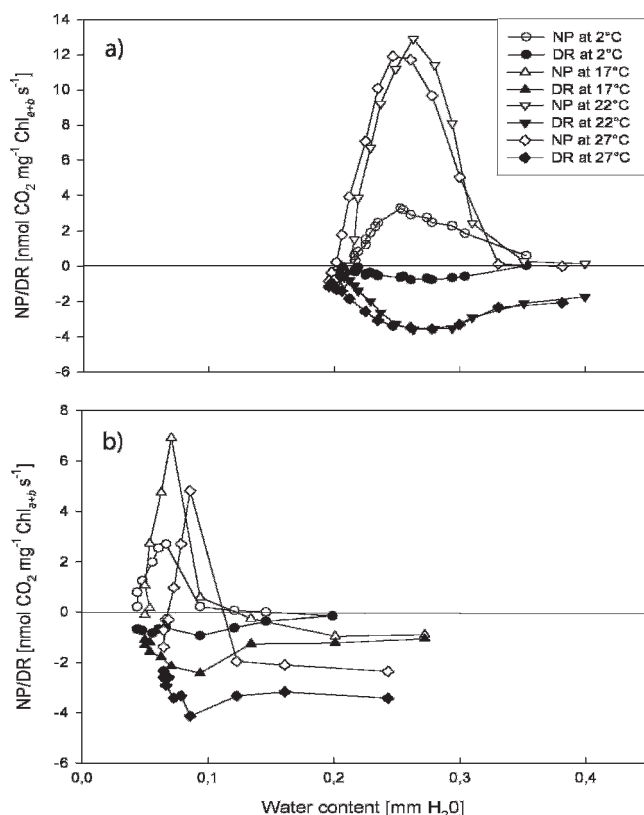 a)
NP at 2°C
DR at 2°C
NP at 17°C
DR at 17°C
NP at 22°C
DR at 22°C
NP at 27°C
DR at 27°C
NP/DR [nmol CO2 mg-1 Chla+b s-1]
14
12
10
8
6
4
2
0
-2
-4
-6
b)
NP/DR [nmol CO2 mg-1 Chla+b s-1]
8
6
4
2
0
-2
-4
-6
0,0 0,1 0,2 0,3 0,4
Water content [mm H20]